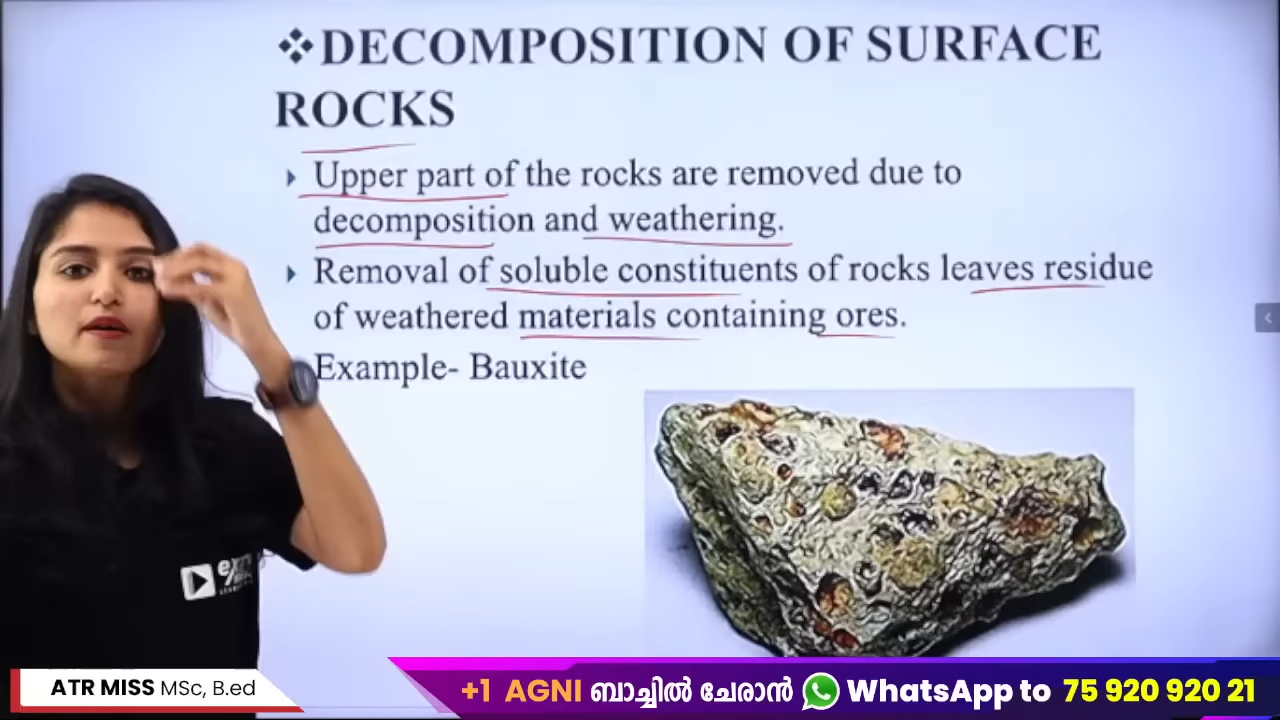 ❖DECOMPOSITION OF SURFACE
ROCKS
Upper part of the rocks are removed due to
decomposition and weathering.
Removal of soluble constituents of rocks leaves residue
of weathered materials containing ores.
Example- Bauxite
ATR MISS MSc, B.ed
+1 AGNI ബാച്ചിൽ ചേരാൻ WhatsApp to 75 920 920 21